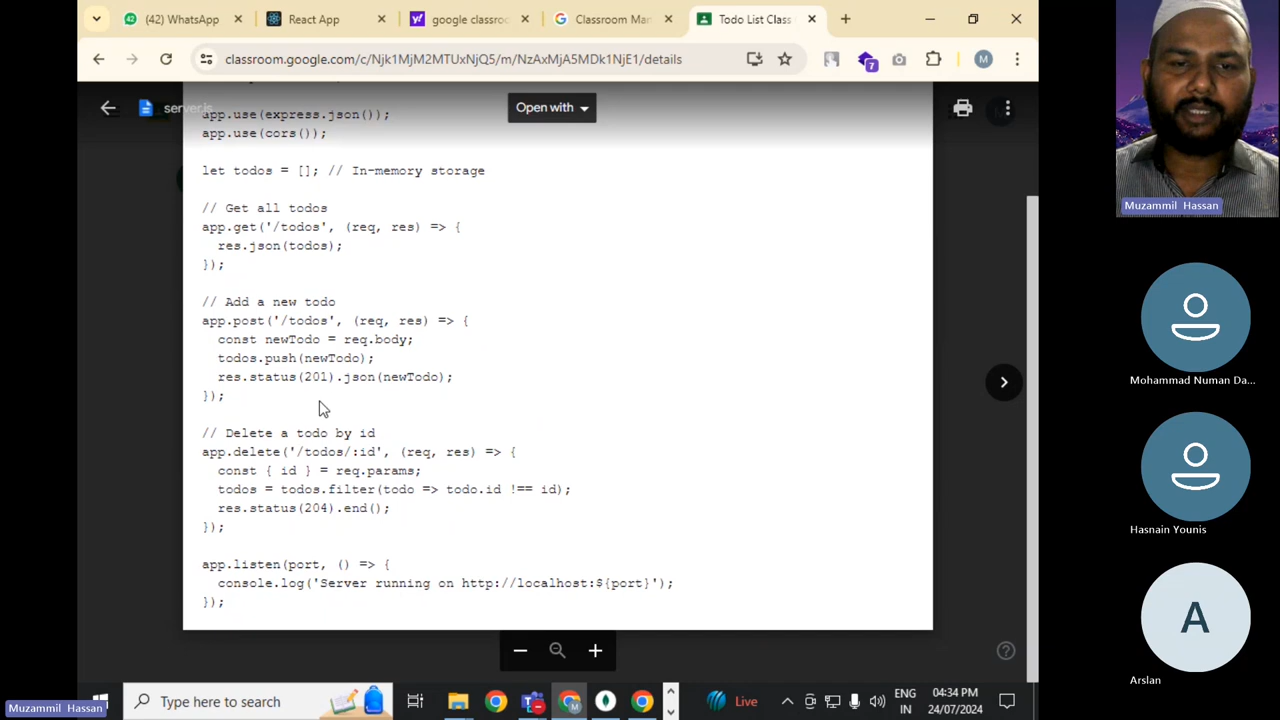 (42) WhatsApp
React App
google classroo
Classroom Man
Todo List Class
classroom.google.com/c/Njk1MjM2MTUxNjQ5/m/NzAxMjA5MDk1NjE1/details
7
M
server.js
Open with
app.use(express.json());
app.use(cors());
let todos = []; // In-memory storage
// Get all todos
app.get('/todos', (req, res) => {
res.json(todos);
});
// Add a new todo
app.post('/todos', (req, res) => {
const newTodo = req.body;
todos.push(newTodo);
res.status(201).json(newTodo);
});
// Delete a todo by id
app.delete('/todos/:id', (req, res) => {
const { id } = req.params;
todos = todos.filter(todo => todo.id !== id);
res.status(204).end();
});
app.listen(port, () => {
console.log('Server running on http://localhost:${port}');
});
Muzammil Hassan
Mohammad Numan Da...
Hasnain Younis
A
Arslan
Muzammil Hassan
Type here to search
Live
ENG
IN
04:34 PM
24/07/2024